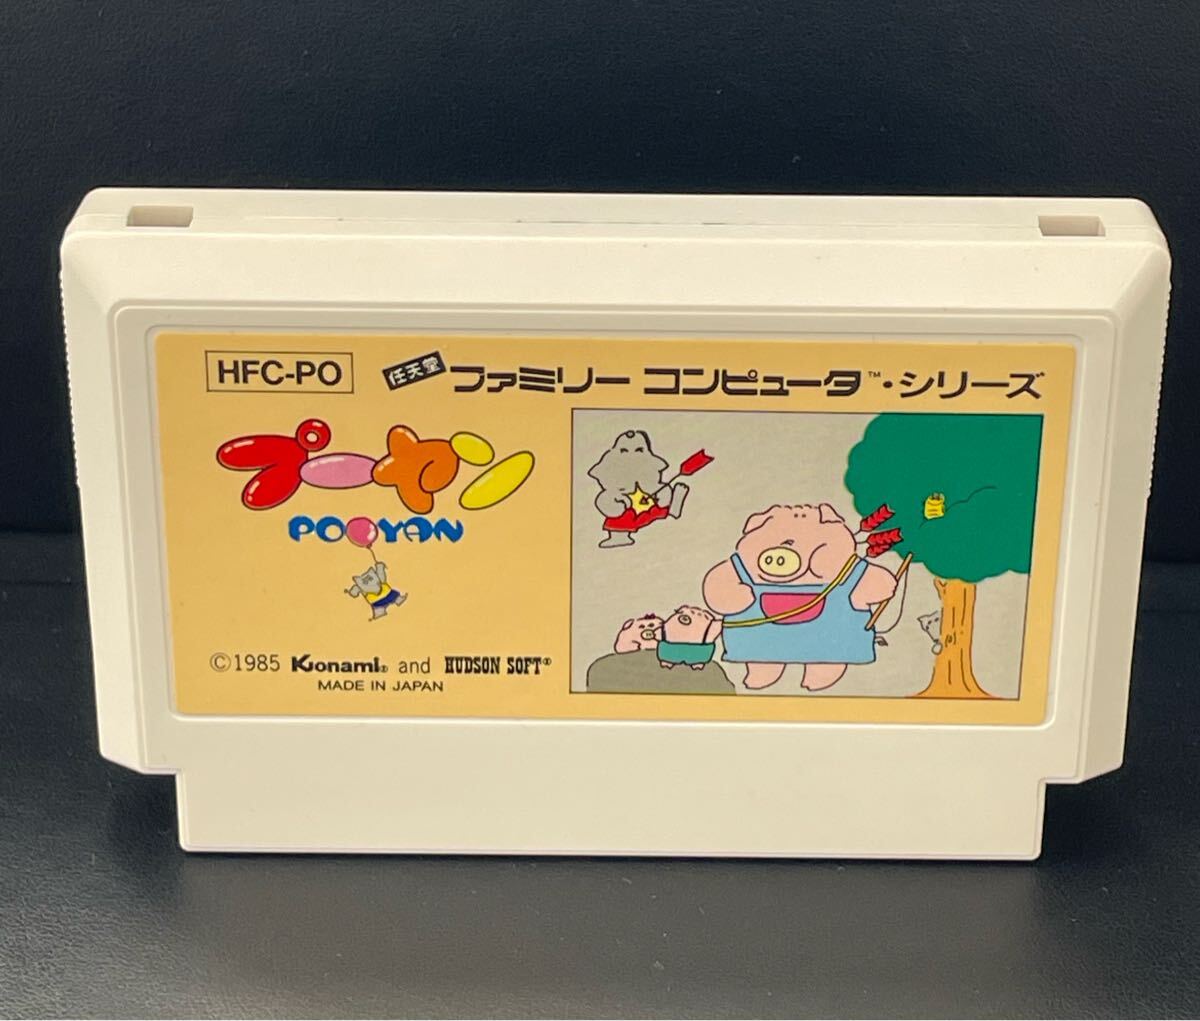 HFC-PO
任天堂 ファミリー コンピュータ™・シリーズ
プーヤン
POOYAN
©1985 Konami® and HUDSON SOFT®
MADE IN JAPAN